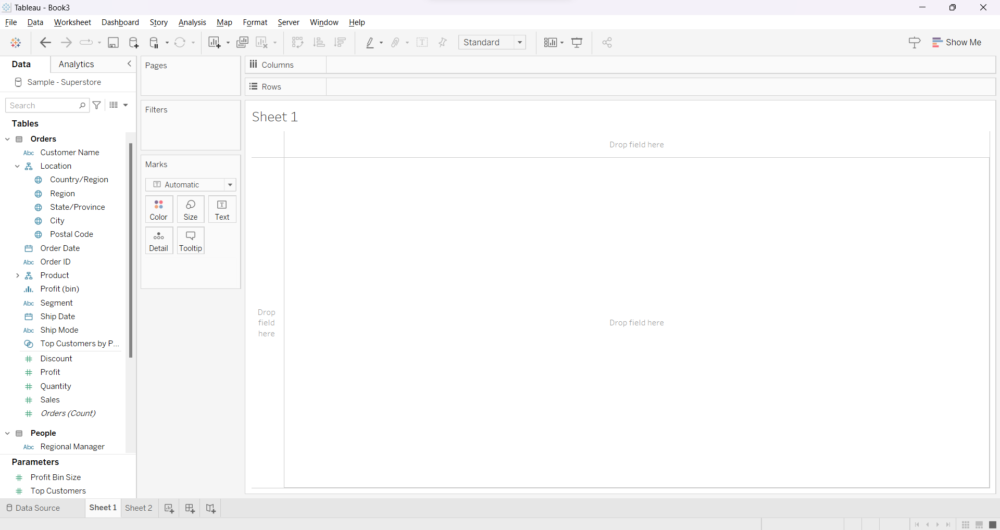 Tableau - Book3
File Data Worksheet Dashboard Story Analysis Map Format Server Window Help
Standard
Show Me
Data Analytics
Sample - Superstore
Search
Tables
Orders
Abc Customer Name
Location
Country/Region
Region
State/Province
City
Postal Code
Order Date
Abc Order ID
Product
Profit (bin)
Abc Segment
Ship Date
Abc Ship Mode
Top Customers by P...
Discount
Profit
Quantity
Sales
Orders (Count)
People
Abc Regional Manager
Parameters
Profit Bin Size
Top Customers
Pages
Filters
Marks
T Automatic
Color Size Text
Detail Tooltip
Columns
Rows
Sheet 1
Drop field here
Drop
field
here
Drop field here
Data Source Sheet 1 Sheet 2